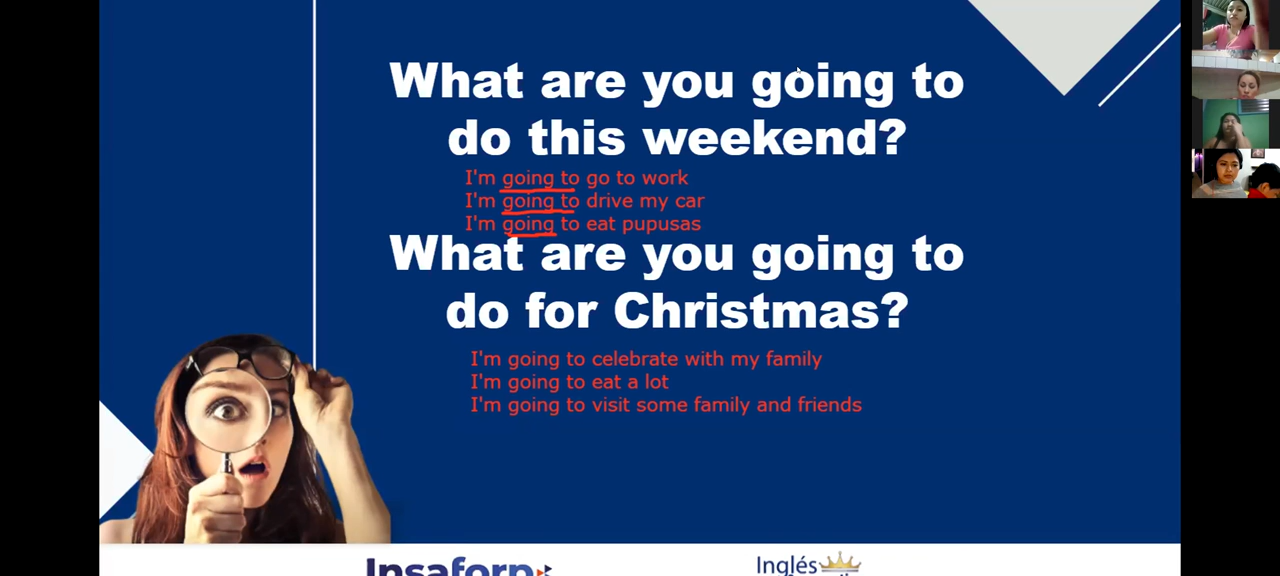 What are you going to
do this weekend?
I'm going to go to work
I'm going to drive my car
I'm going to eat pupusas
What are you going to
do for Christmas?
I'm going to celebrate with my family
I'm going to eat a lot
I'm going to visit some family and friends
Insaforp
Inglés